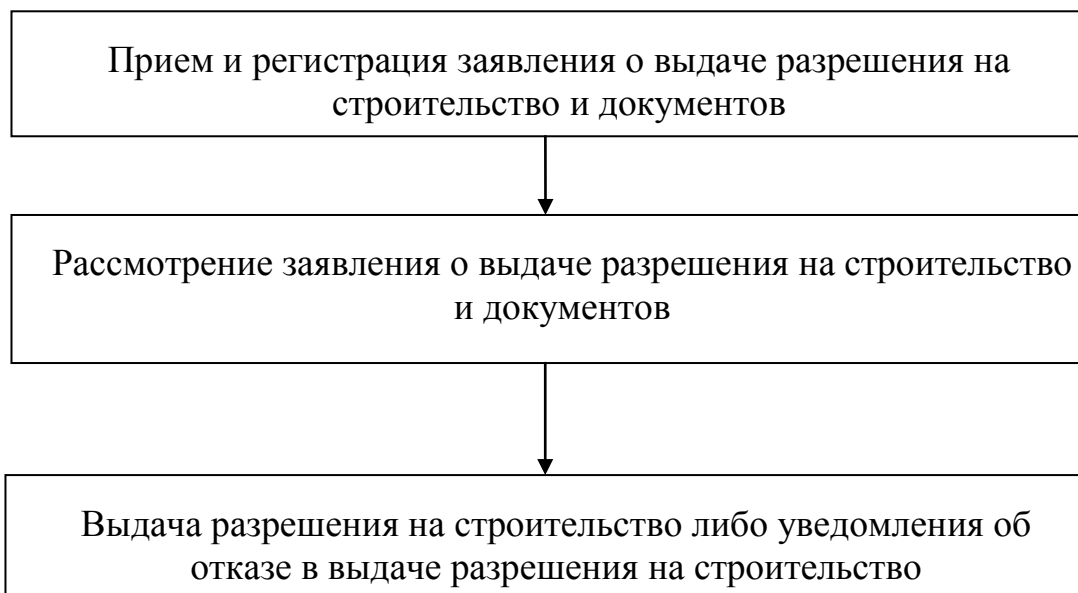 Прием и регистрация заявления о выдаче разрешения на
строительство и документов
Рассмотрение заявления о выдаче разрешения на строительство
и документов
Выдача разрешения на строительство либо уведомления об
отказе в выдаче разрешения на строительство